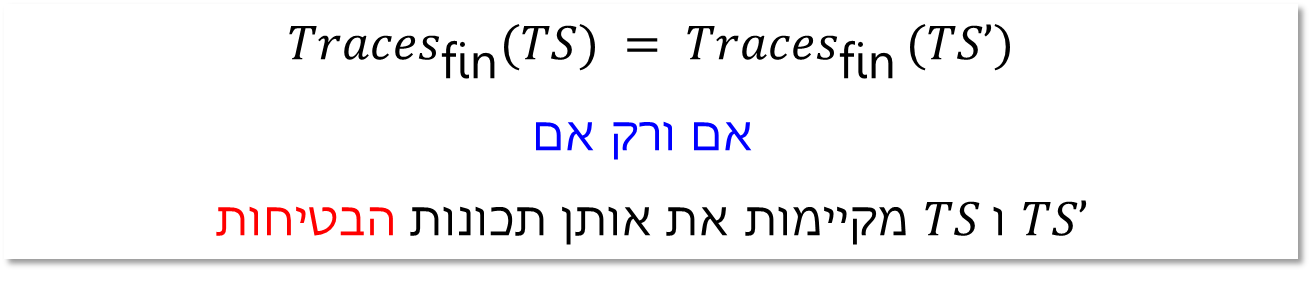 Traces_fin(TS) = Traces_fin (TS’)
אם ורק אם
TS’ ו TS מקיימות את אותן תכונות הבטיחות